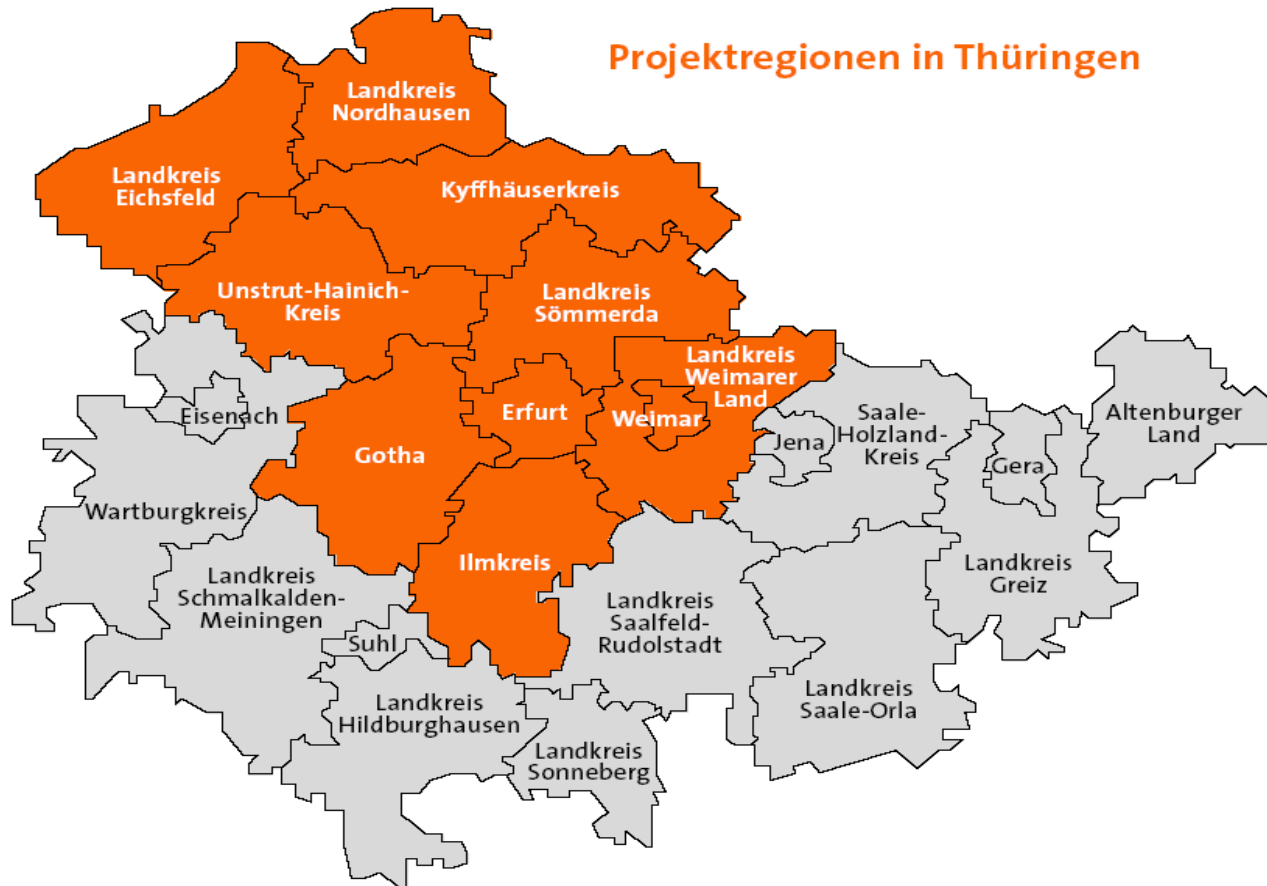 Projektregionen in Thüringen
Landkreis
Nordhausen
Landkreis
Eichsfeld
Kyffhäuserkreis
Unstrut-Hainich-
Kreis
Landkreis
Sömmerda
Landkreis
Weimarer
Land
Eisenach
Erfurt
Weimar
Saale-
Holzland-
Kreis
Altenburger
Land
Jena
Gotha
Gera
Wartburgkreis
Ilmkreis
Landkreis
Greiz
Landkreis
Schmalkalden-
Meiningen
Landkreis
Saalfeld-
Rudolstadt
Suhl
Landkreis
Hildburghausen
Landkreis
Saale-Orla
Landkreis
Sonneberg